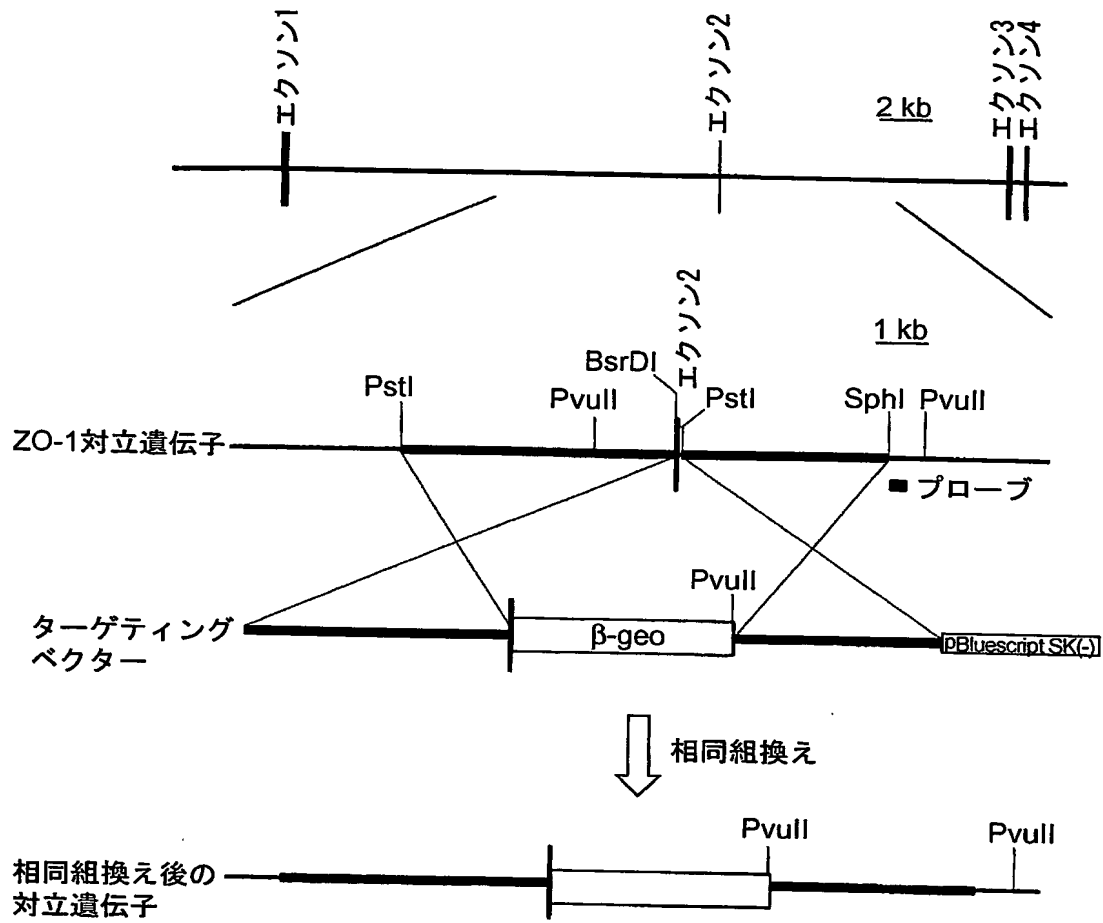 エクソン1
エクソン2
エクソン3
エクソン4
2 kb
1 kb
エクソン2
BsrDI
PstI
PvuII
PstI
SphI
PvuII
ZO-1対立遺伝子
プローブ
PvuII
ターゲティング
ベクター
β-geo
pBluescript SK(-)
相同組換え
PvuII
PvuII
相同組換え後の
対立遺伝子